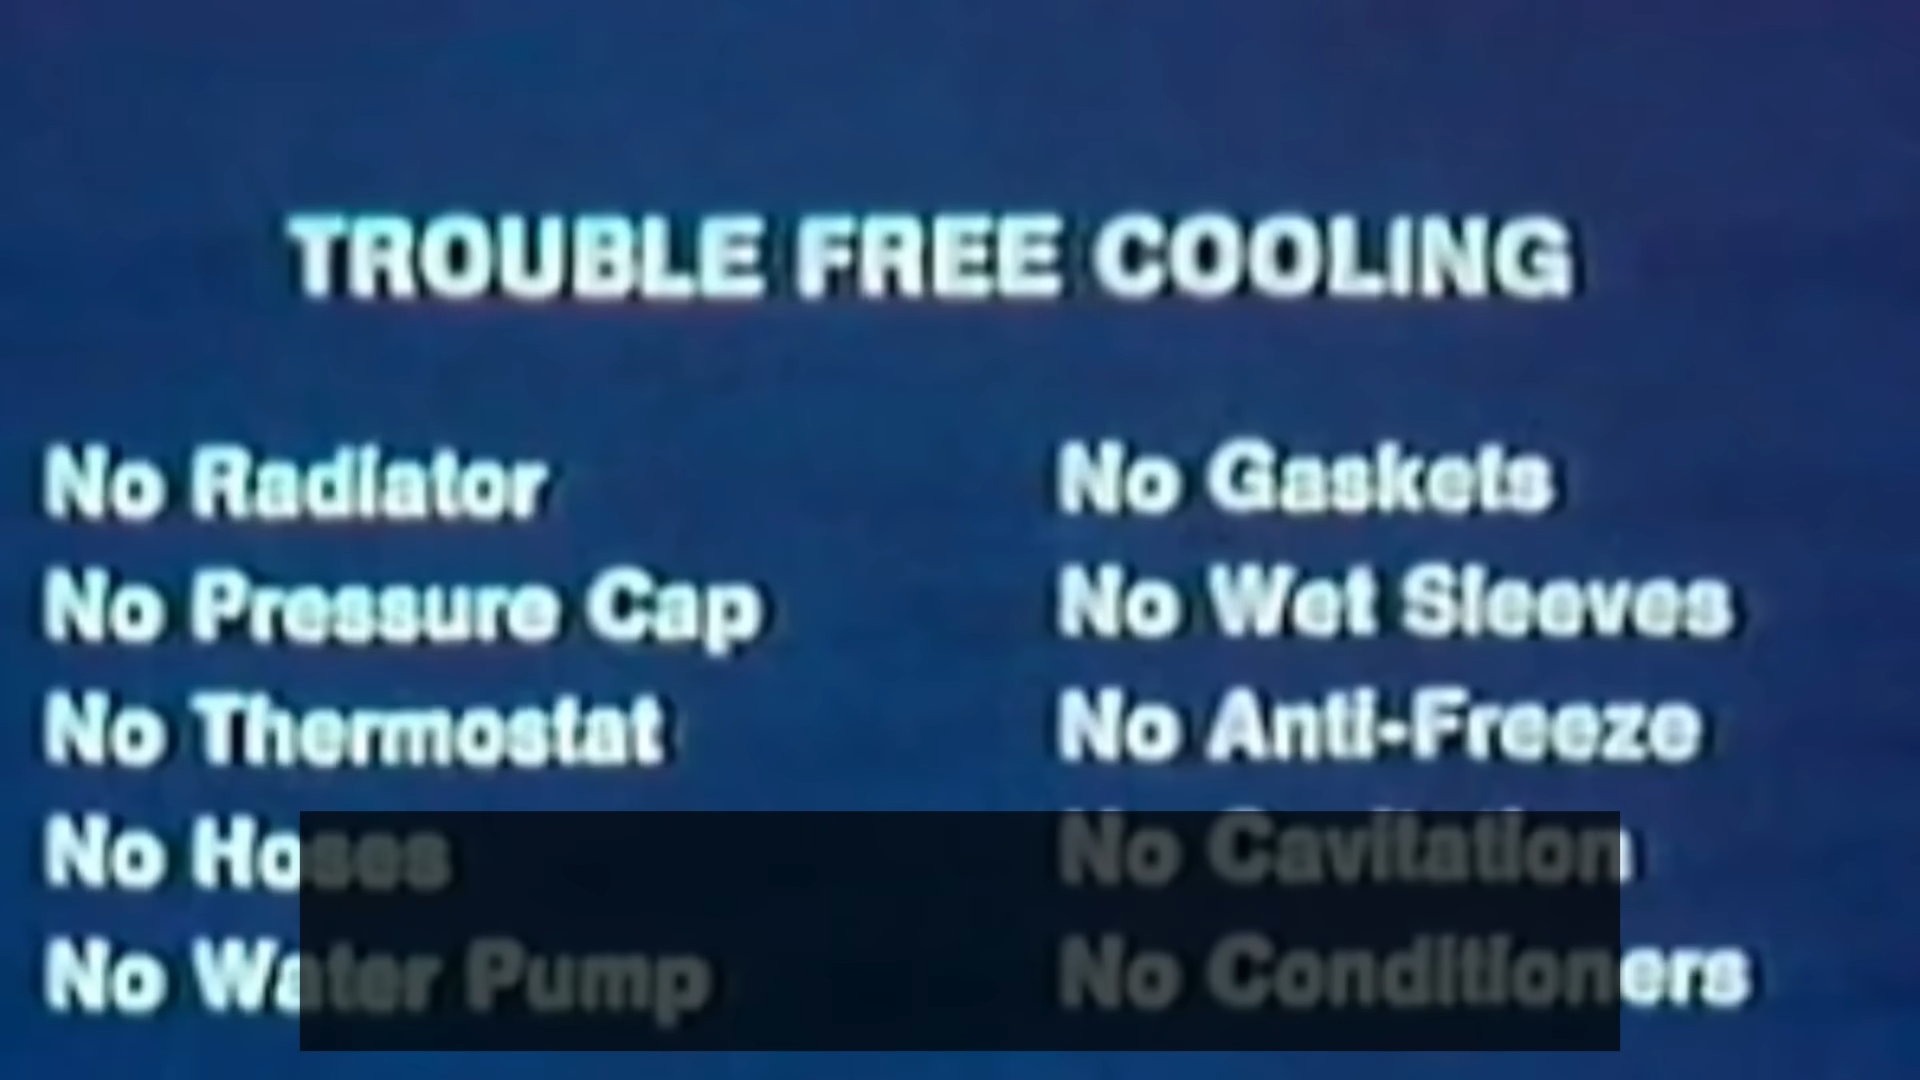 TROUBLE FREE COOLING
No Radiator
No Pressure Cap
No Thermostat
No Hoses
No Water Pump
No Gaskets
No Wet Sleeves
No Anti-Freeze
No Cavitation
No Conditioners